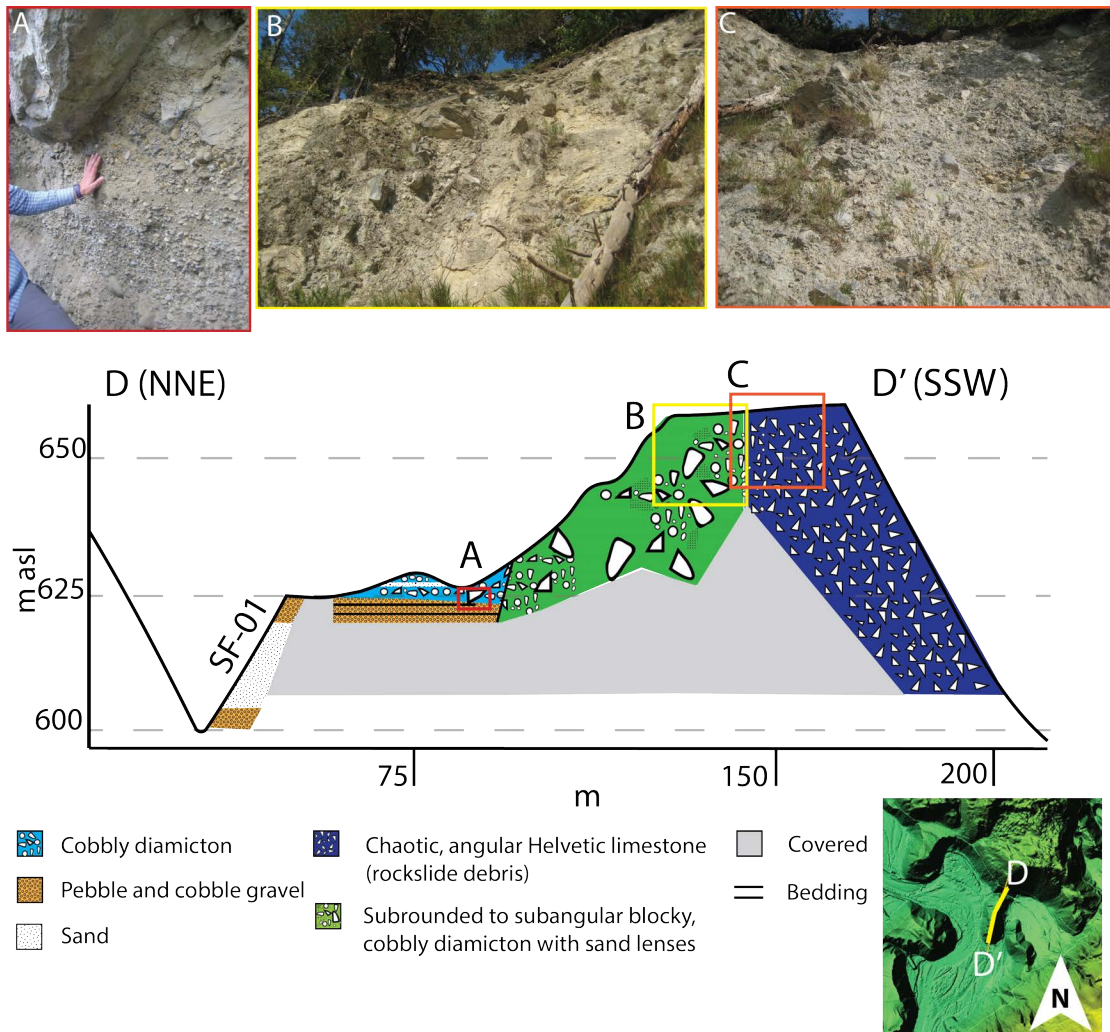 A
B
C
D (NNE)
C
D' (SSW)
B
650
A
m asl
625
SF-01
600
75
150
200
m
Cobbly diamicton
Pebble and cobble gravel
Sand
Chaotic, angular Helvetic limestone
(rockslide debris)
Subrounded to subangular blocky,
cobbly diamicton with sand lenses
Covered
Bedding
D
D'
N